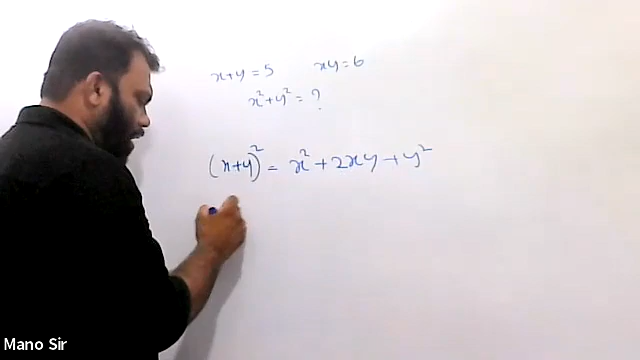 x+y = 5 xy = 6
x²+y² = ?
(x+y)² = x² + 2xy + y²
Mano Sir